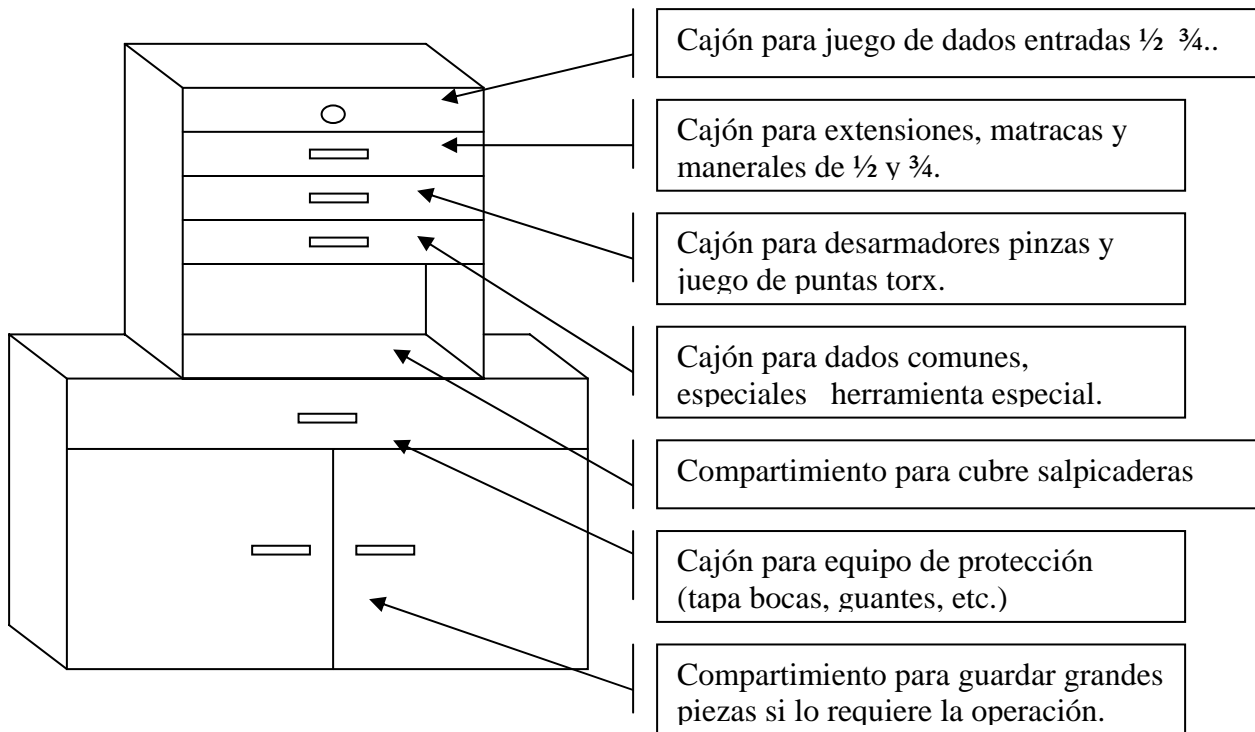 Cajón para juego de dados entradas ½ ¾..
Cajón para extensiones, matracas y
manerales de ½ y ¾.
Cajón para desarmadores pinzas y
juego de puntas torx.
Cajón para dados comunes,
especiales herramienta especial.
Compartimiento para cubre salpicaderas
Cajón para equipo de protección
(tapa bocas, guantes, etc.)
Compartimiento para guardar grandes
piezas si lo requiere la operación.